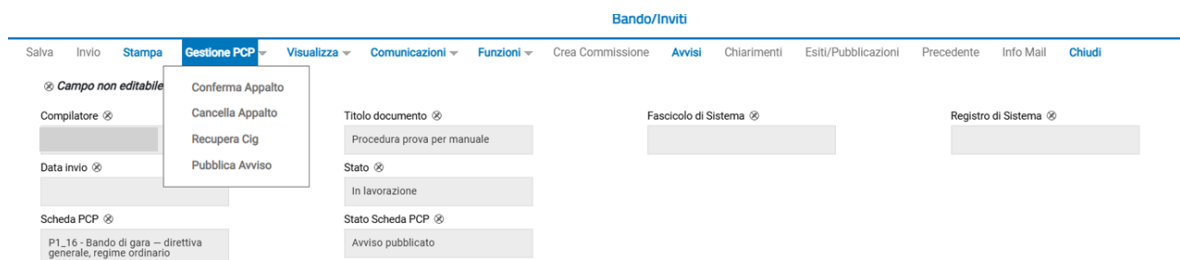 Bando/Inviti
Salva Invio Stampa Gestione PCP Visualizza Comunicazioni Funzioni Crea Commissione Avvisi Chiarimenti Esiti/Pubblicazioni Precedente Info Mail Chiudi
Campo non editabile
Conferma Appalto
Cancella Appalto
Recupera Cig
Pubblica Avviso
Compilatore Titolo documento Fascicolo di Sistema Registro di Sistema
Procedura prova per manuale
Data invio Stato
In lavorazione
Scheda PCP Stato Scheda PCP
P1_16 - Bando di gara – direttiva Avviso pubblicato
generale, regime ordinario